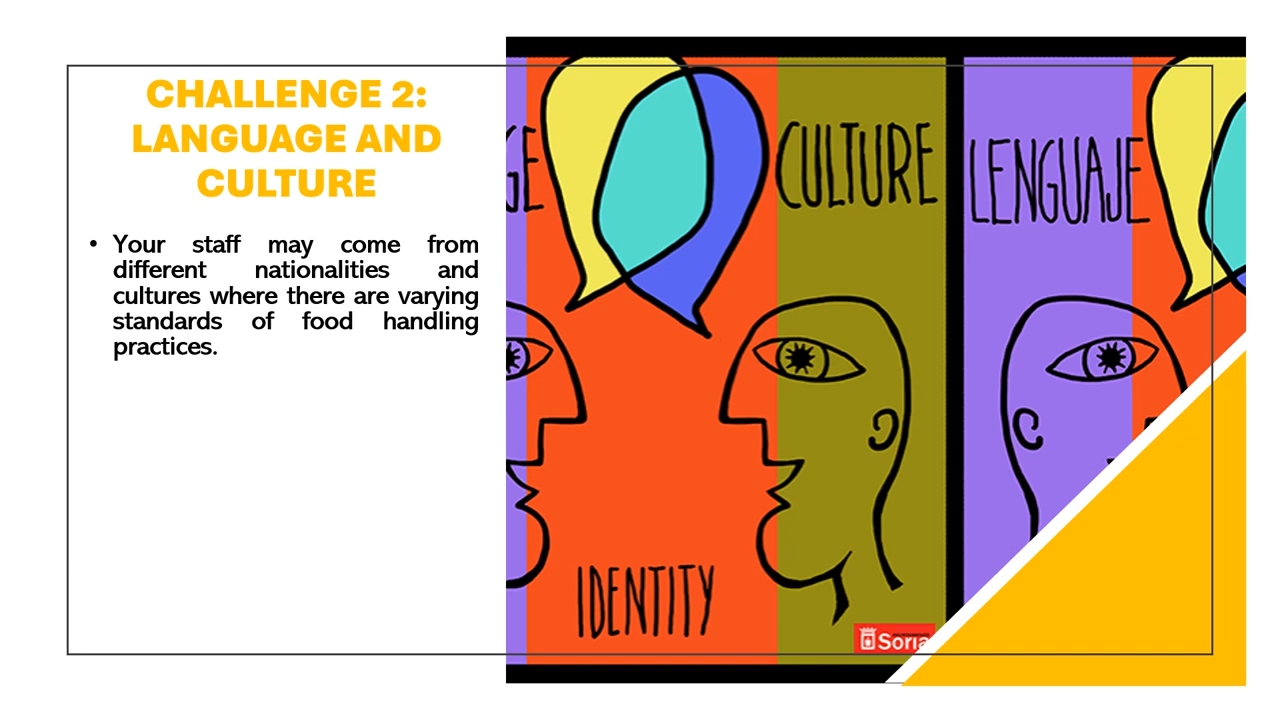 CHALLENGE 2:
LANGUAGE AND
CULTURE
• Your staff may come from
different nationalities and
cultures where there are varying
standards of food handling
practices.
GE
CULTURE
LENGUAJE
IDENTITY
Soria